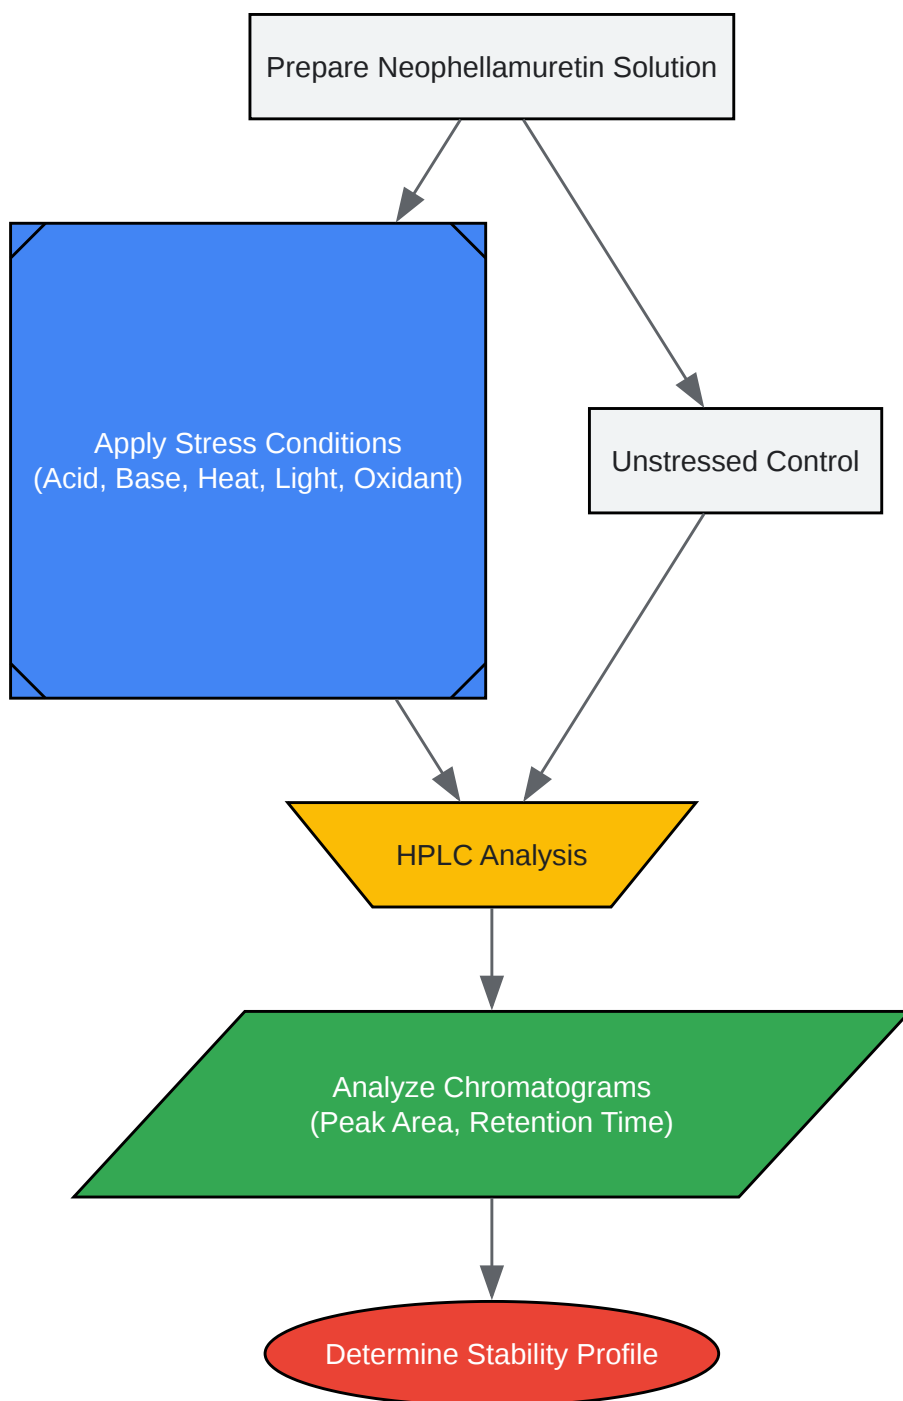 Prepare Neophellamuretin Solution
Apply Stress Conditions
(Acid, Base, Heat, Light, Oxidant)
Unstressed Control
HPLC Analysis
Analyze Chromatograms
(Peak Area, Retention Time)
Determine Stability Profile